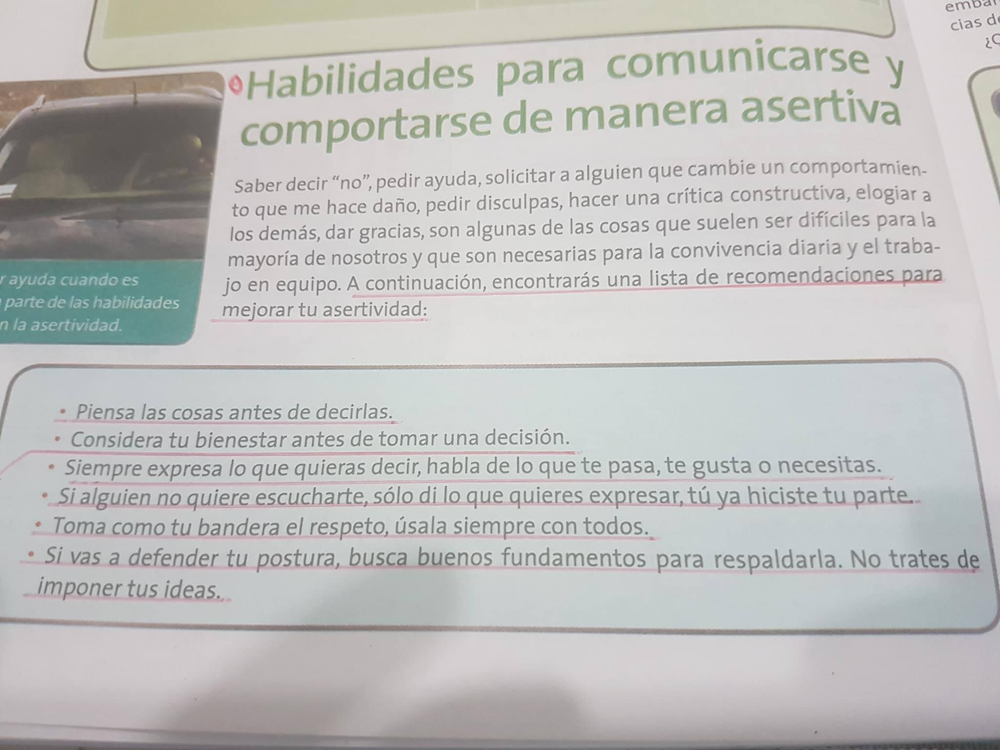 embar
cias de
¿Q
Habilidades para comunicarse y
comportarse de manera asertiva
Saber decir “no”, pedir ayuda, solicitar a alguien que cambie un comportamien-
to que me hace daño, pedir disculpas, hacer una crítica constructiva, elogiar a
los demás, dar gracias, son algunas de las cosas que suelen ser difíciles para la
mayoría de nosotros y que son necesarias para la convivencia diaria y el traba-
jo en equipo. A continuación, encontrarás una lista de recomendaciones para
mejorar tu asertividad:
r ayuda cuando es
parte de las habilidades
n la asertividad.
• Piensa las cosas antes de decirlas.
• Considera tu bienestar antes de tomar una decisión.
• Siempre expresa lo que quieras decir, habla de lo que te pasa, te gusta o necesitas.
• Si alguien no quiere escucharte, sólo di lo que quieres expresar, tú ya hiciste tu parte.
• Toma como tu bandera el respeto, úsala siempre con todos.
• Si vas a defender tu postura, busca buenos fundamentos para respaldarla. No trates de
imponer tus ideas.